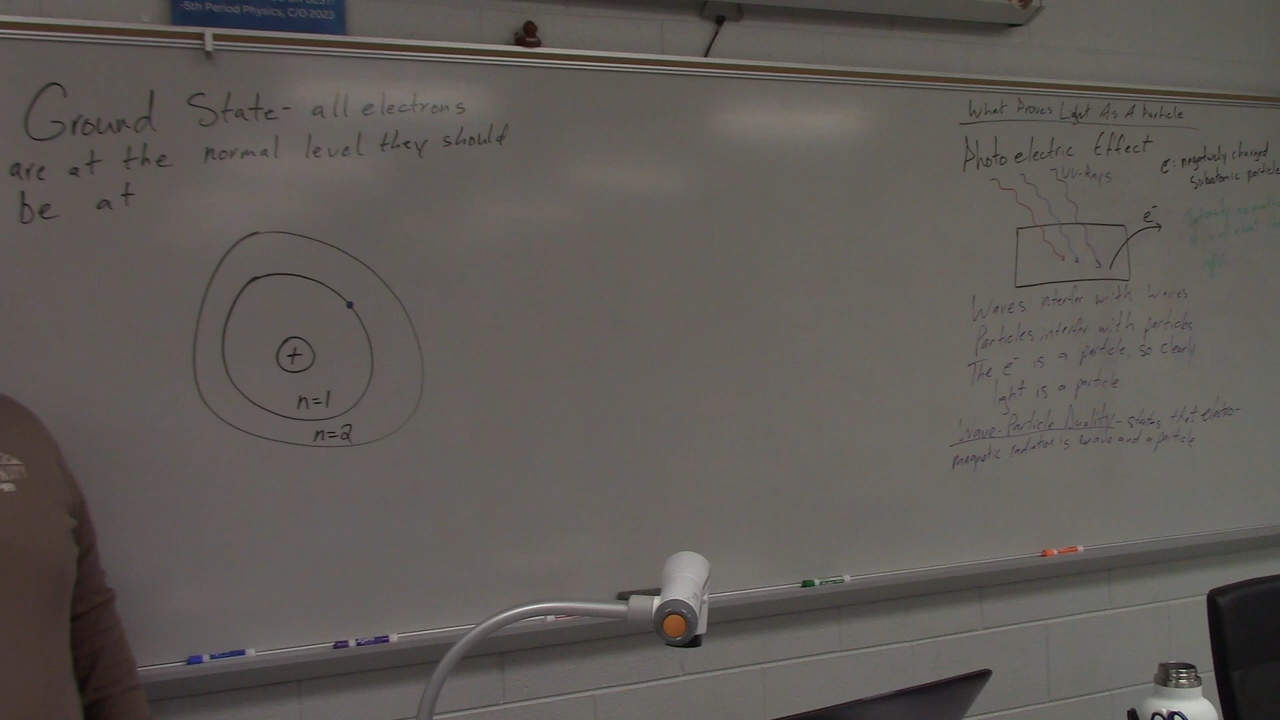 -5th Period Physics, C/O 2023
Ground State- all electrons
are at the normal level they should
be at
+
n=1
n=2
What Proves Light As A Particle
Photoelectric Effect
UV-Rays
e⁻: negatively charged
subatomic particle
e⁻
Waves interfer with waves
Particles interfer with particles
The e⁻ is a particle, so clearly
light is a particle
Wave-Particle Duality- states that electro-
magnetic radiation is wave and a particle